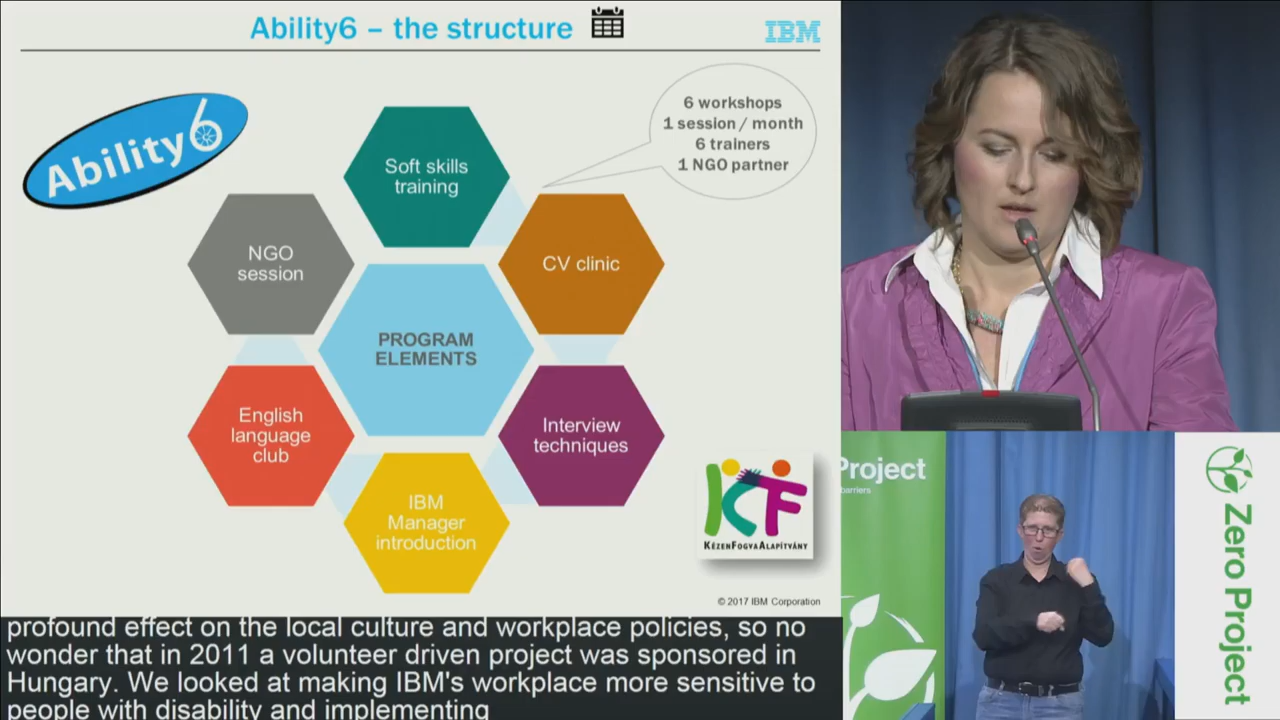 Ability6 – the structure
IBM
Ability6
6 workshops
1 session / month
6 trainers
1 NGO partner
Soft skills
training
NGO
session
CV clinic
PROGRAM
ELEMENTS
English
language
club
Interview
techniques
IBM
Manager
introduction
KF
KÉZENFOGVAALAPÍTVÁNY
© 2017 IBM Corporation
profound effect on the local culture and workplace policies, so no
wonder that in 2011 a volunteer driven project was sponsored in
Hungary. We looked at making IBM's workplace more sensitive to
people with disability and implementing
Project
barriers
Zero Project